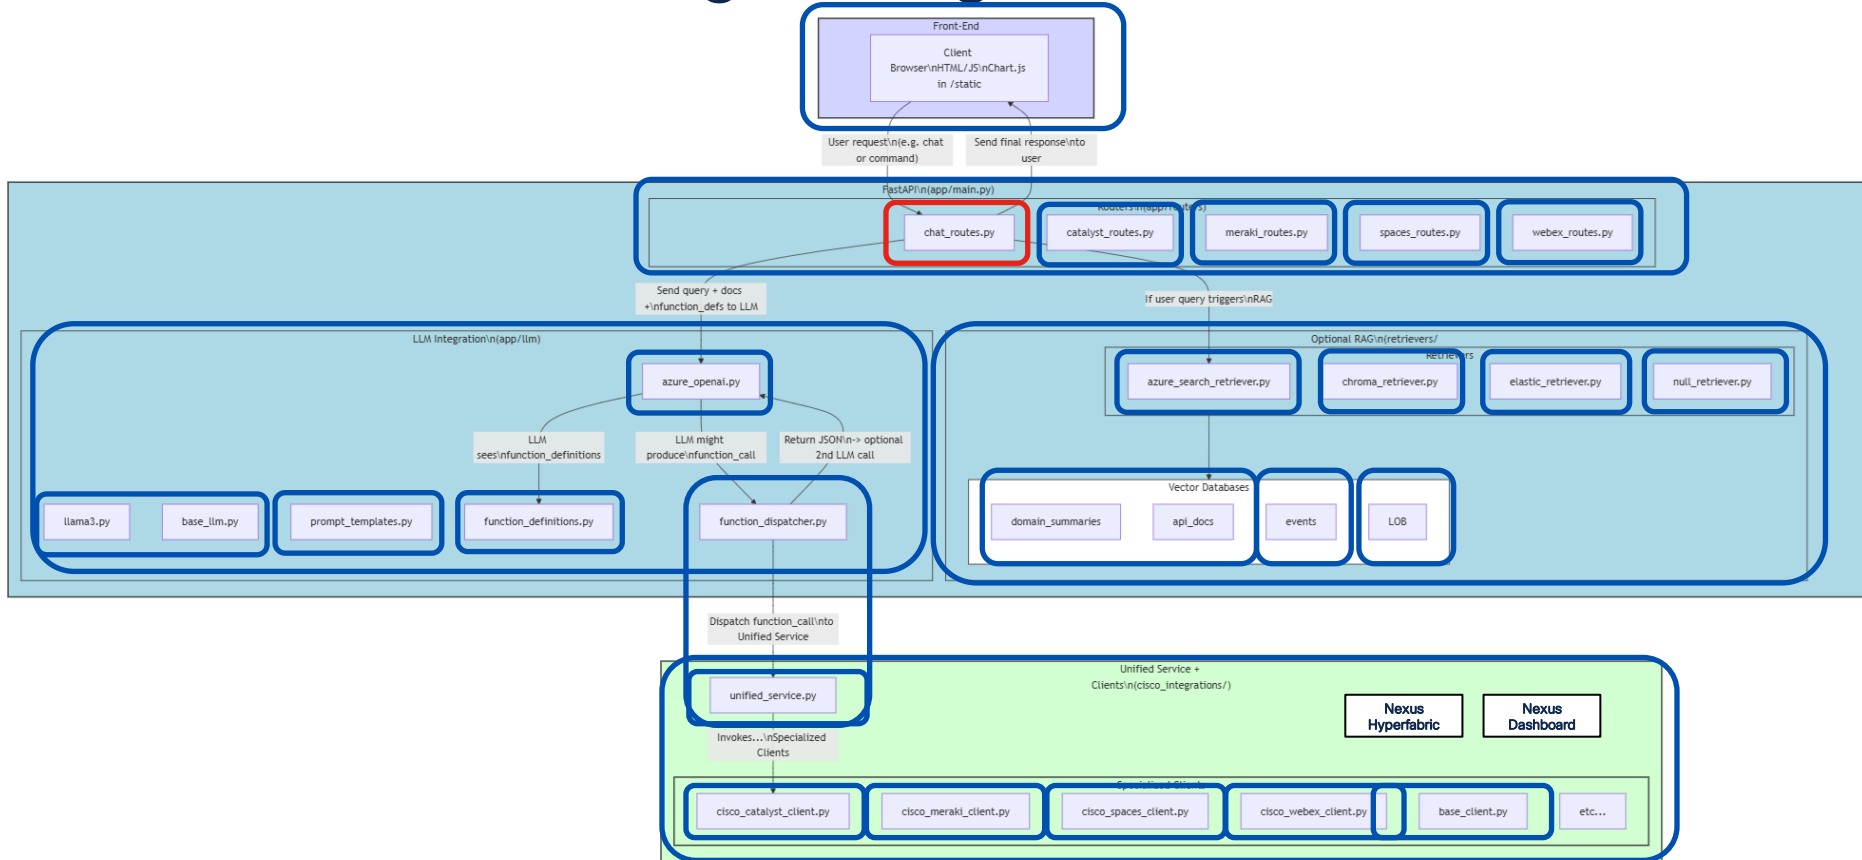 Front-End
Client
Browser\nHTML/JS\nChart.js
in /static
User request\n(e.g. chat
or command)
Send final response\nto
user
FastAPI\n(app/main.py)
Routers\n(app/routers)
chat_routes.py
catalyst_routes.py
meraki_routes.py
spaces_routes.py
webex_routes.py
Send query + docs
+\nfunction_defs to LLM
If user query triggers\nRAG
LLM Integration\n(app/llm)
Optional RAG\n(retrievers/
Retrievers
azure_openai.py
azure_search_retriever.py
chroma_retriever.py
elastic_retriever.py
null_retriever.py
LLM
sees\nfunction_definitions
LLM might
produce\nfunction_call
Return JSON\n-> optional
2nd LLM call
Vector Databases
llama3.py
base_llm.py
prompt_templates.py
function_definitions.py
function_dispatcher.py
domain_summaries
api_docs
events
LOB
Dispatch function_call\nto
Unified Service
Unified Service +
Clients\n(cisco_integrations/)
unified_service.py
Nexus
Hyperfabric
Nexus
Dashboard
Invokes...\nSpecialized
Clients
Specialized Clients
cisco_catalyst_client.py
cisco_meraki_client.py
cisco_spaces_client.py
cisco_webex_client.py
base_client.py
etc...